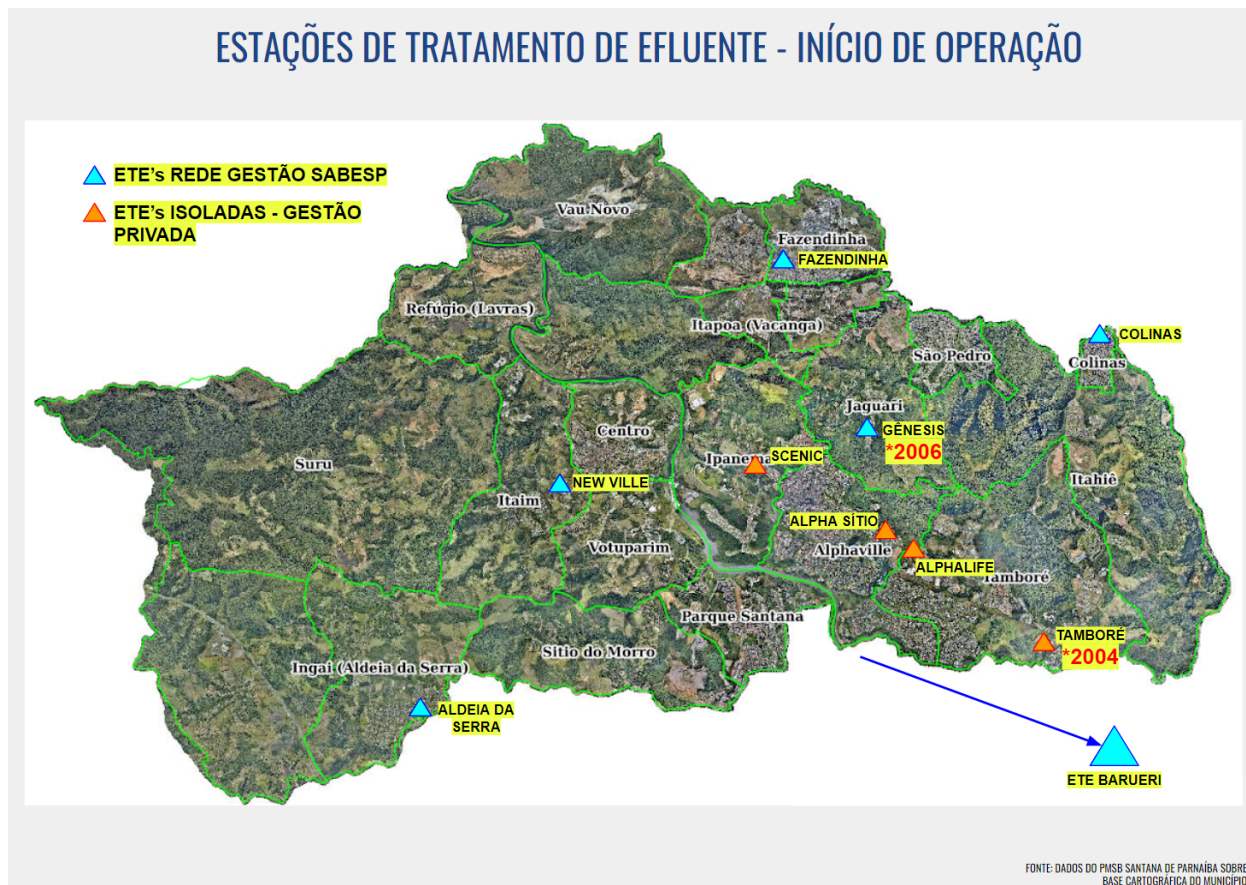 ESTAÇÕES DE TRATAMENTO DE EFLUENTE - INÍCIO DE OPERAÇÃO
ETE's REDE GESTÃO SABESP
ETE's ISOLADAS - GESTÃO
PRIVADA
Vau Novo
Fazendinha
FAZENDINHA
Refúgio (Lavras)
Itapoa (Vacanga)
COLINAS
São Pedro
Colinas
Jaguari
GÊNESIS
*2006
Centro
Ipanema
SCENIC
Suru
Itahiê
NEW VILLE
Itaim
ALPHA SÍTIO
Votuparim
Alphaville
ALPHALIFE
Tamboré
Parque Santana
TAMBORÉ
*2004
Sitio do Morro
Ingai (Aldeia da Serra)
ALDEIA DA
SERRA
ETE BARUERI
FONTE: DADOS DO PMSB SANTANA DE PARNAÍBA SOBRE
BASE CARTOGRÁFICA DO MUNICÍPIO